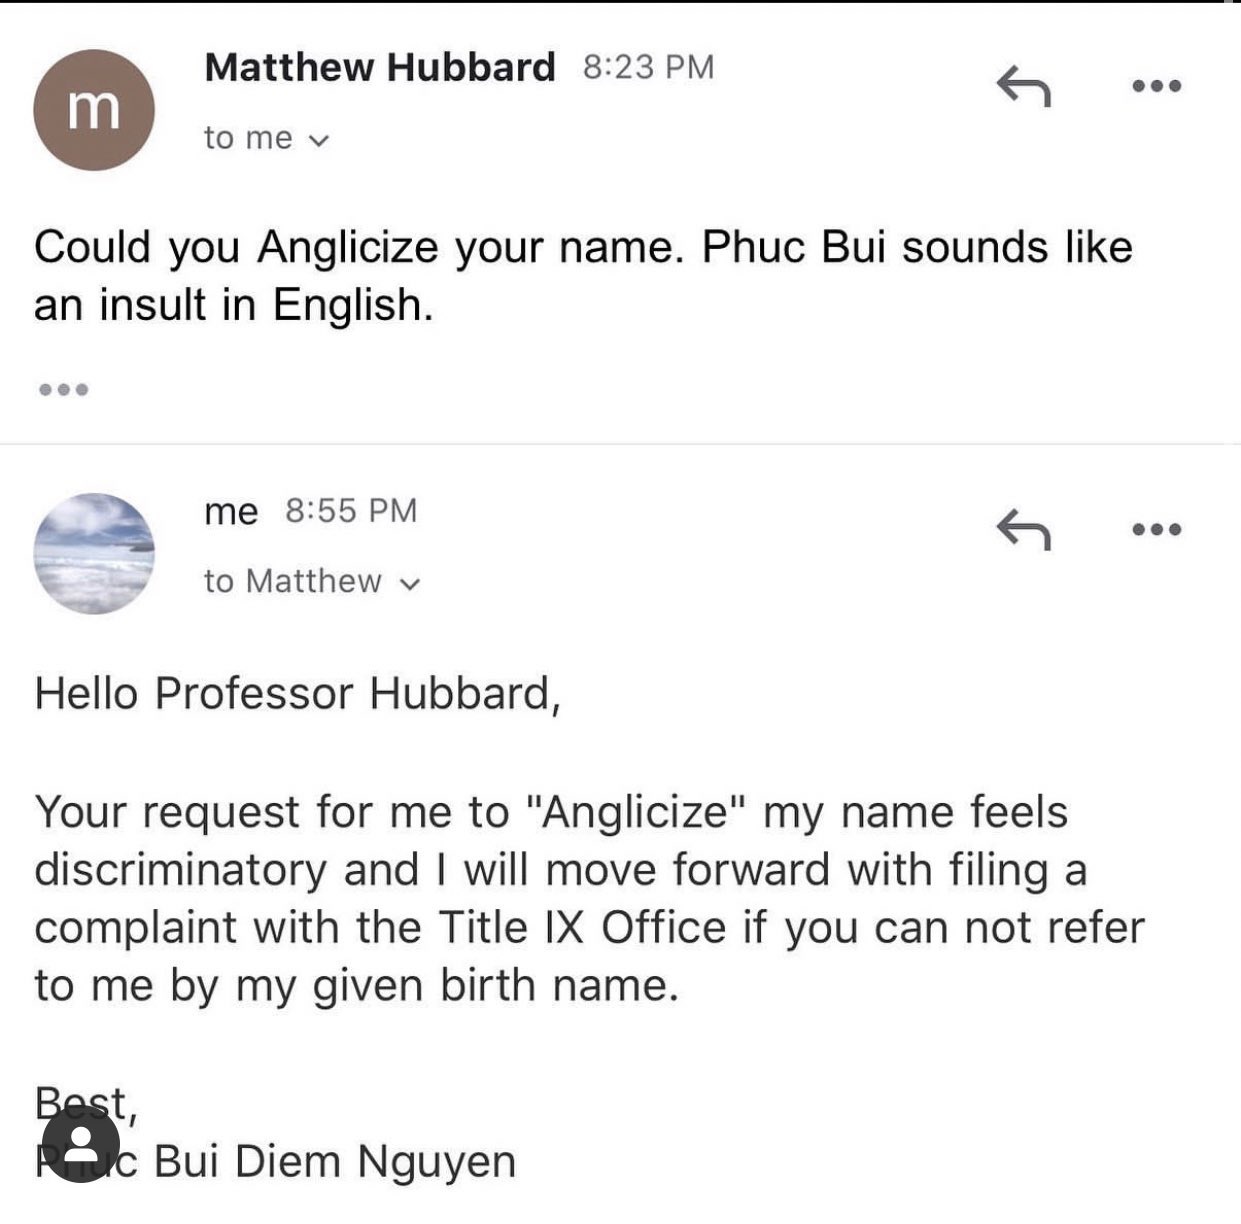 m
Matthew Hubbard 8:23 PM
to me
Could you Anglicize your name. Phuc Bui sounds like
an insult in English.
me 8:55 PM
to Matthew
Hello Professor Hubbard,
Your request for me to "Anglicize" my name feels
discriminatory and I will move forward with filing a
complaint with the Title IX Office if you can not refer
to me by my given birth name.
Best,
Phuc Bui Diem Nguyen